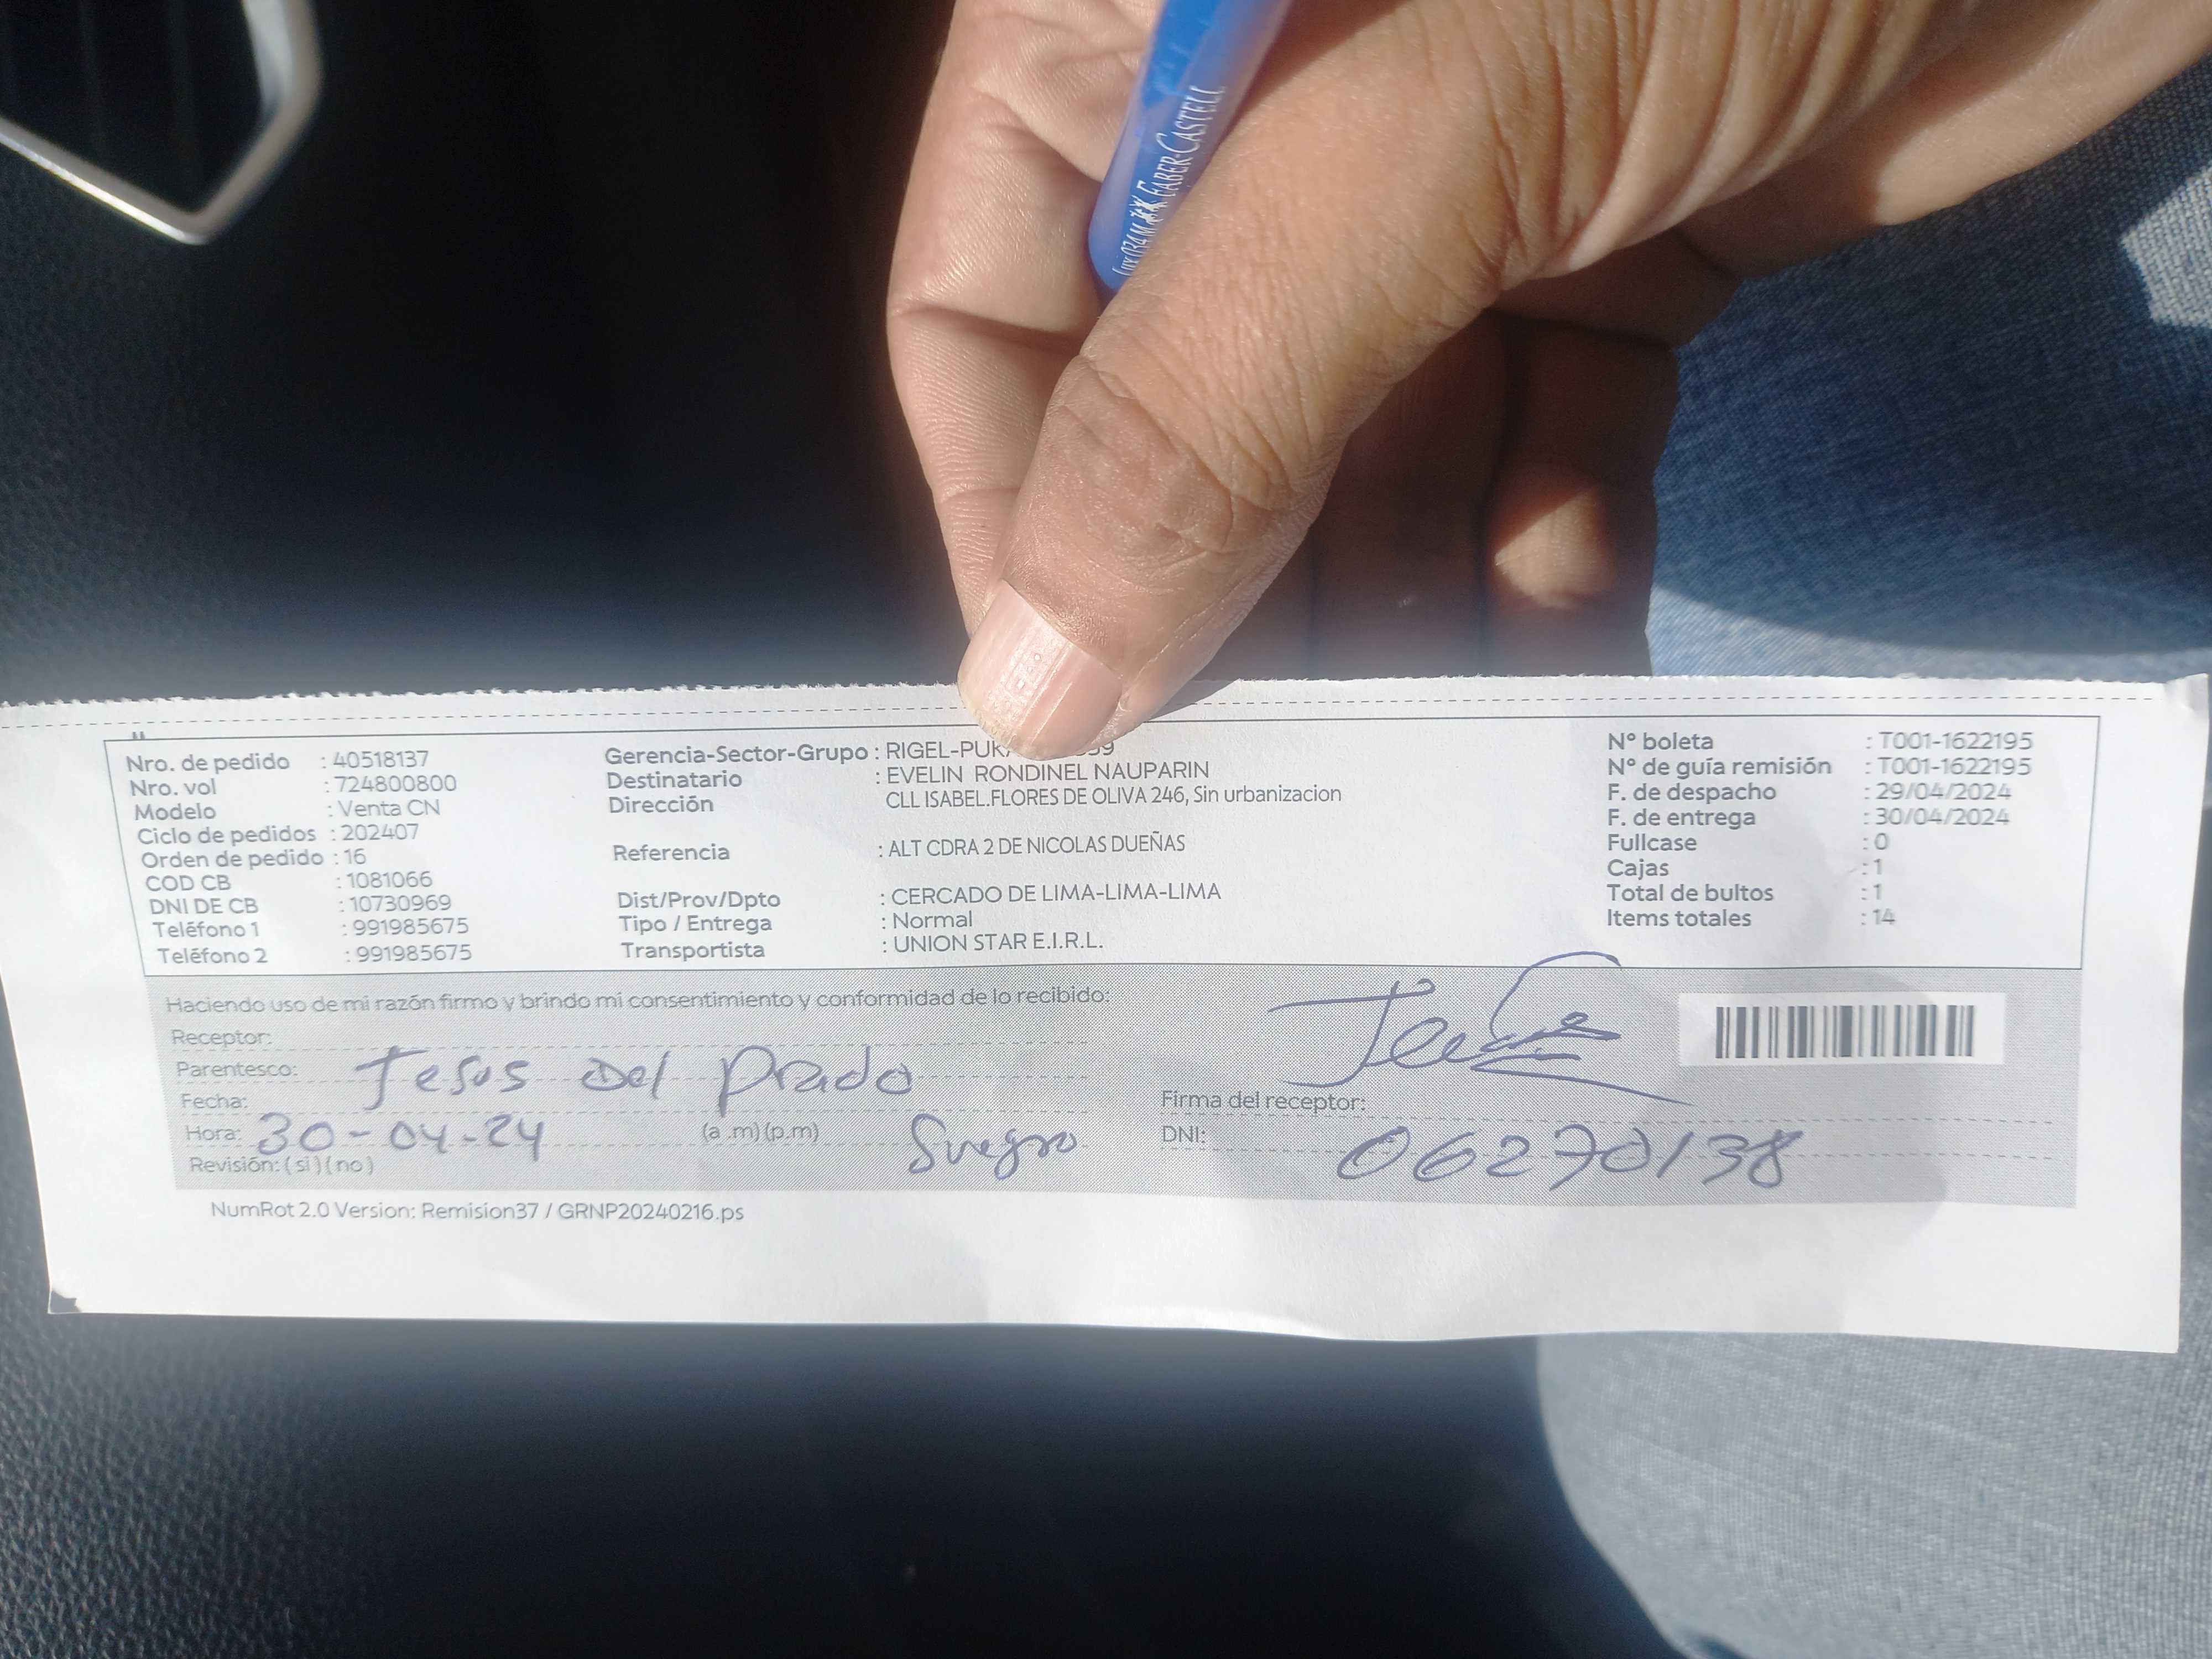 FABER-CASTELL
Nro. de pedido : 40518137
Nro. vol : 724800800
Modelo : Venta CN
Ciclo de pedidos : 202407
Orden de pedido : 16
COD CB : 1081066
DNI DE CB : 10730969
Teléfono 1 : 991985675
Teléfono 2 : 991985675
Gerencia-Sector-Grupo : RIGEL-PUK
Destinatario : EVELIN RONDINEL NAUPARIN
Dirección CLL ISABEL.FLORES DE OLIVA 246, Sin urbanizacion
Referencia : ALT CDRA 2 DE NICOLAS DUEÑAS
Dist/Prov/Dpto : CERCADO DE LIMA-LIMA-LIMA
Tipo / Entrega : Normal
Transportista : UNION STAR E.I.R.L.
N° boleta : T001-1622195
N° de guía remisión : T001-1622195
F. de despacho : 29/04/2024
F. de entrega : 30/04/2024
Fullcase : 0
Cajas : 1
Total de bultos : 1
Items totales : 14
Haciendo uso de mi razón firmo y brindo mi consentimiento y conformidad de lo recibido:
Receptor:
Parentesco: Jesus Del Prado
Fecha:
Hora: 30-04-24 (a .m) (p.m) Suegro
Revisión: ( si ) ( no )
Firma del receptor:
DNI: 06270138
NumRot 2.0 Version: Remision37 / GRNP20240216.ps